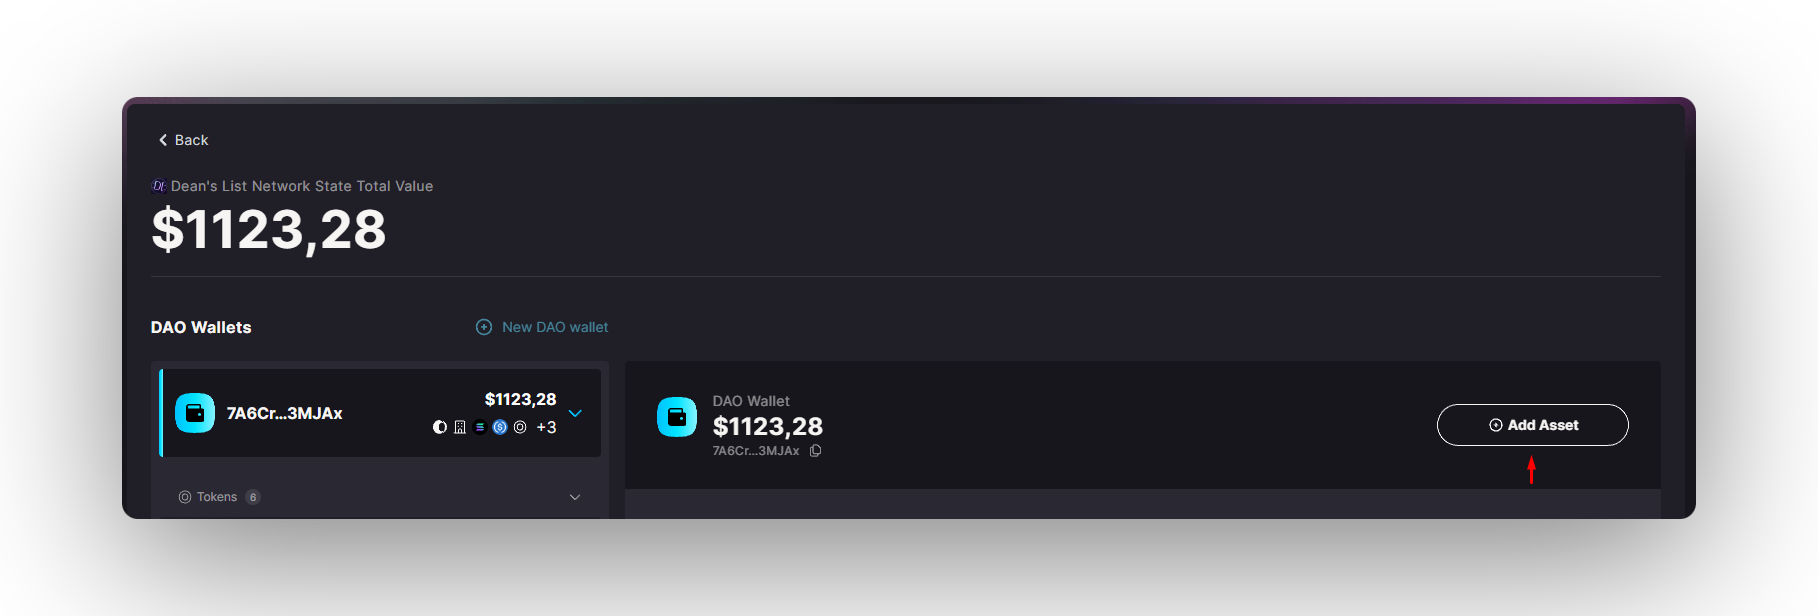 Back
DL Dean's List Network State Total Value
$1123,28
DAO Wallets
New DAO wallet
7A6Cr...3MJAx
$1123,28
+3
Tokens 6
DAO Wallet
$1123,28
7A6Cr...3MJAx
Add Asset